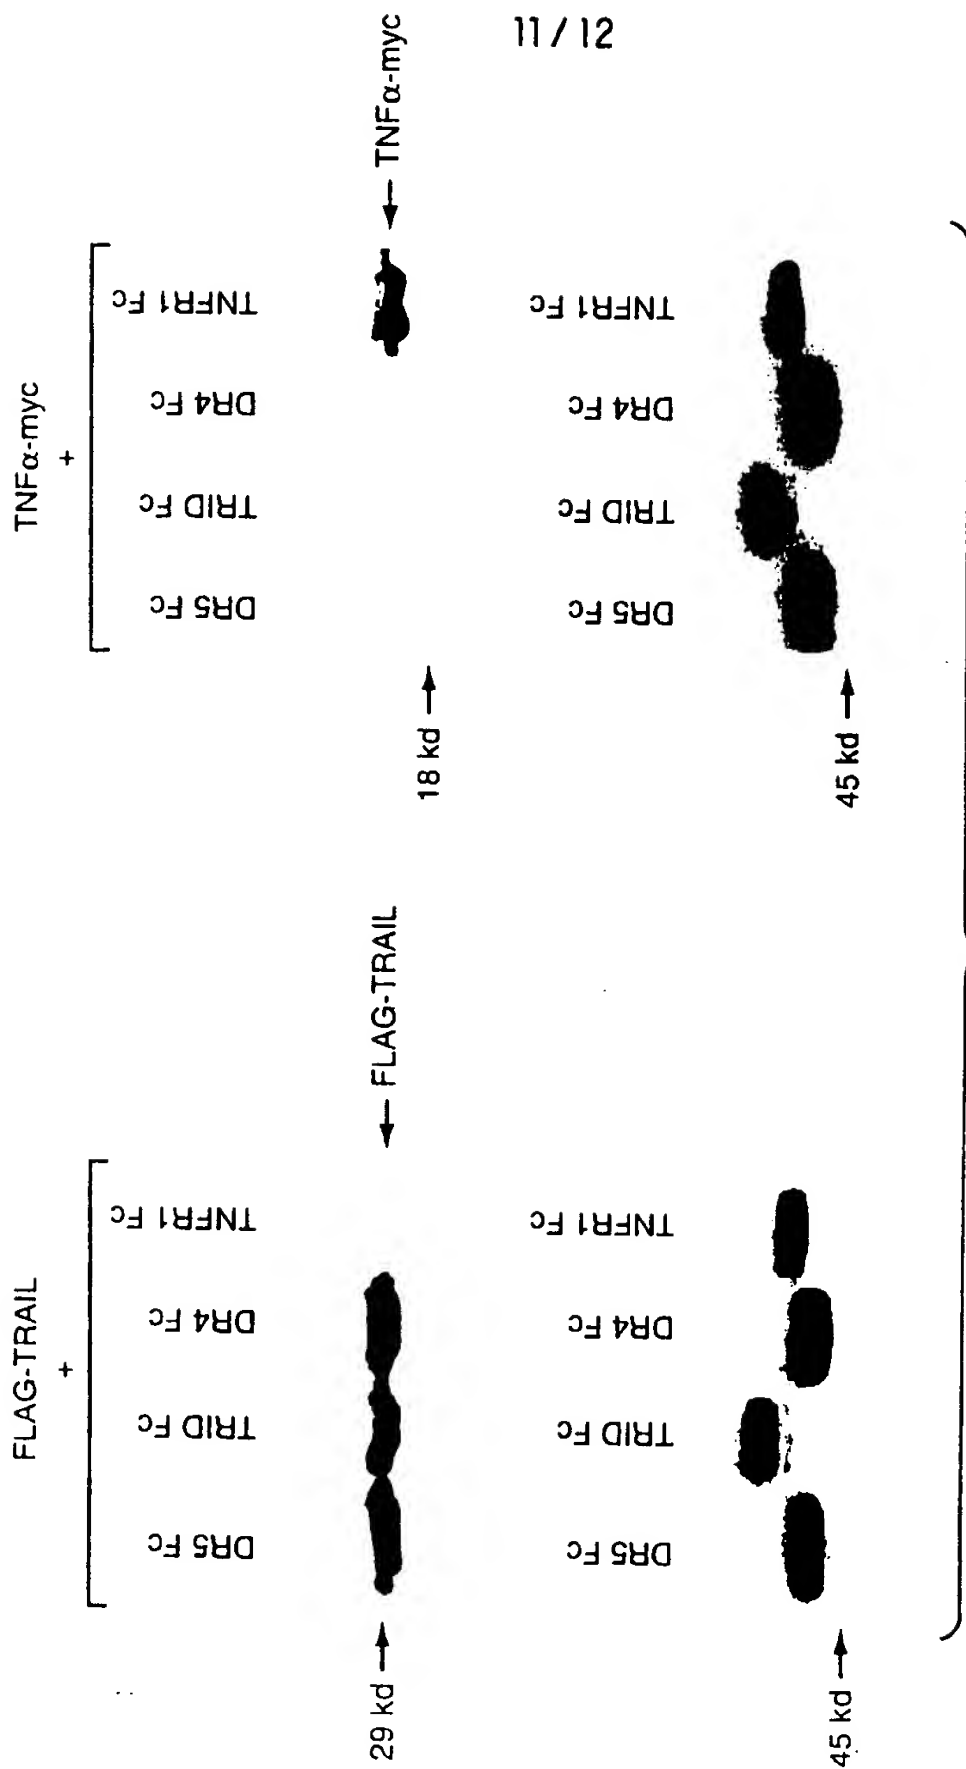 11/12
FLAG-TRAIL
+
DR5 Fc
TRID Fc
DR4 Fc
TNFR1 Fc
29 kd
FLAG-TRAIL
DR5 Fc
TRID Fc
DR4 Fc
TNFR1 Fc
45 kd
TNFα-myc
+
DR5 Fc
TRID Fc
DR4 Fc
TNFR1 Fc
18 kd
TNFα-myc
DR5 Fc
TRID Fc
DR4 Fc
TNFR1 Fc
45 kd